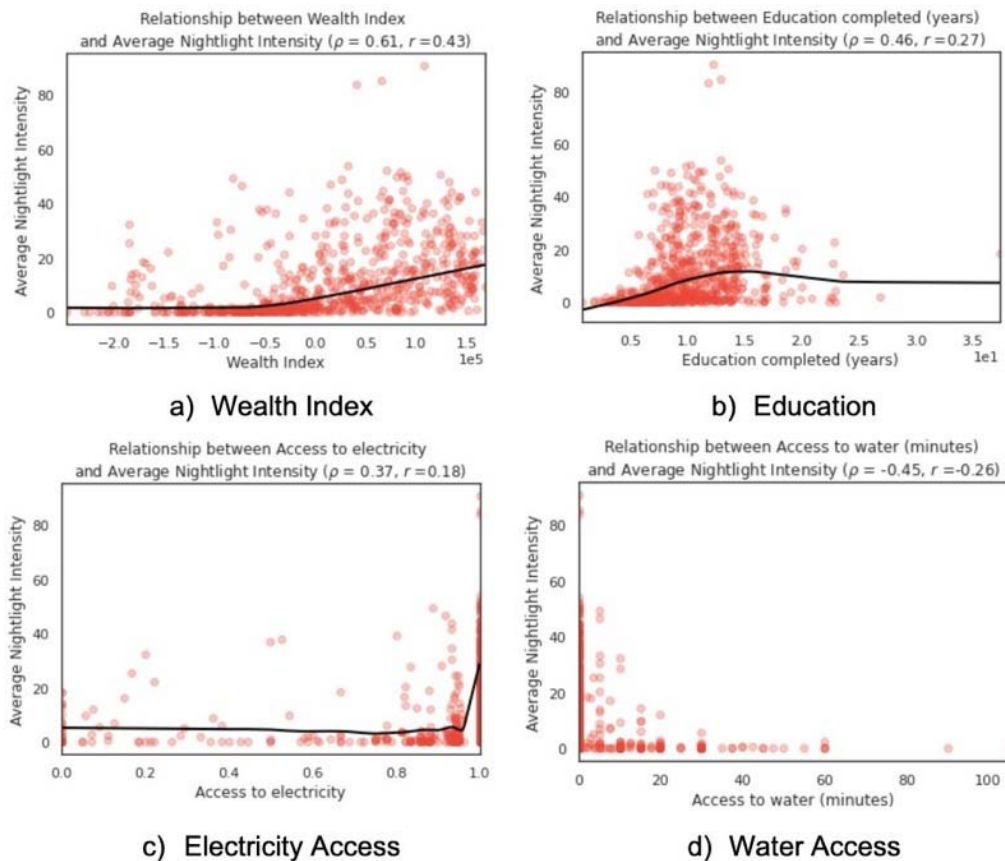 Relationship between Wealth Index
and Average Nightlight Intensity (ρ = 0.61, r = 0.43)
Average Nightlight Intensity
80
60
40
20
0
−2.0 −1.5 −1.0 −0.5 0.0 0.5 1.0 1.5
1e5
Wealth Index
a) Wealth Index
Relationship between Education completed (years)
and Average Nightlight Intensity (ρ = 0.46, r = 0.27)
Average Nightlight Intensity
80
60
40
20
0
0.5 1.0 1.5 2.0 2.5 3.0 3.5
1e1
Education completed (years)
b) Education
Relationship between Access to electricity
and Average Nightlight Intensity (ρ = 0.37, r = 0.18)
Average Nightlight Intensity
80
60
40
20
0
0.0 0.2 0.4 0.6 0.8 1.0
Access to electricity
c) Electricity Access
Relationship between Access to water (minutes)
and Average Nightlight Intensity (ρ = -0.45, r = -0.26)
Average Nightlight Intensity
80
60
40
20
0
0 20 40 60 80 100
Access to water (minutes)
d) Water Access